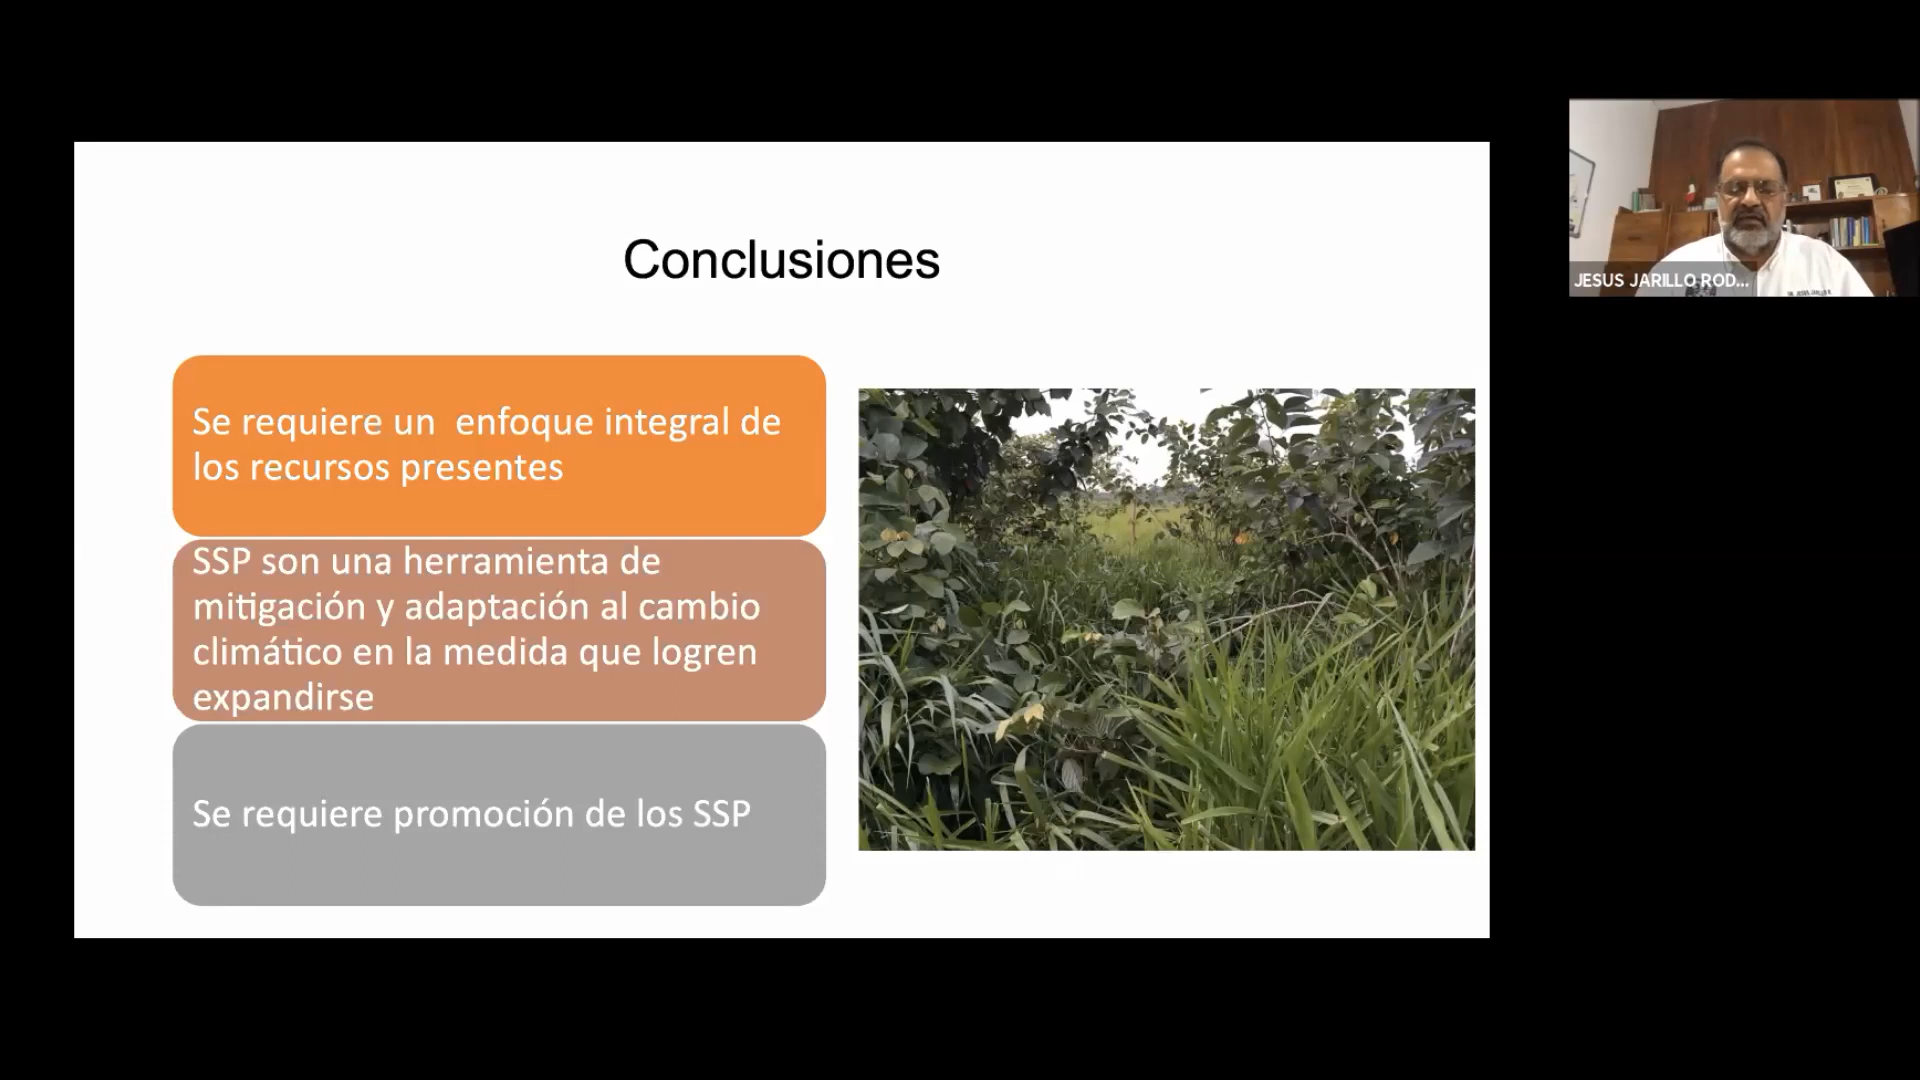 Conclusiones
Se requiere un  enfoque integral de
los recursos presentes
SSP son una herramienta de
mitigación y adaptación al cambio
climático en la medida que logren
expandirse
Se requiere promoción de los SSP
JESUS JARILLO ROD...